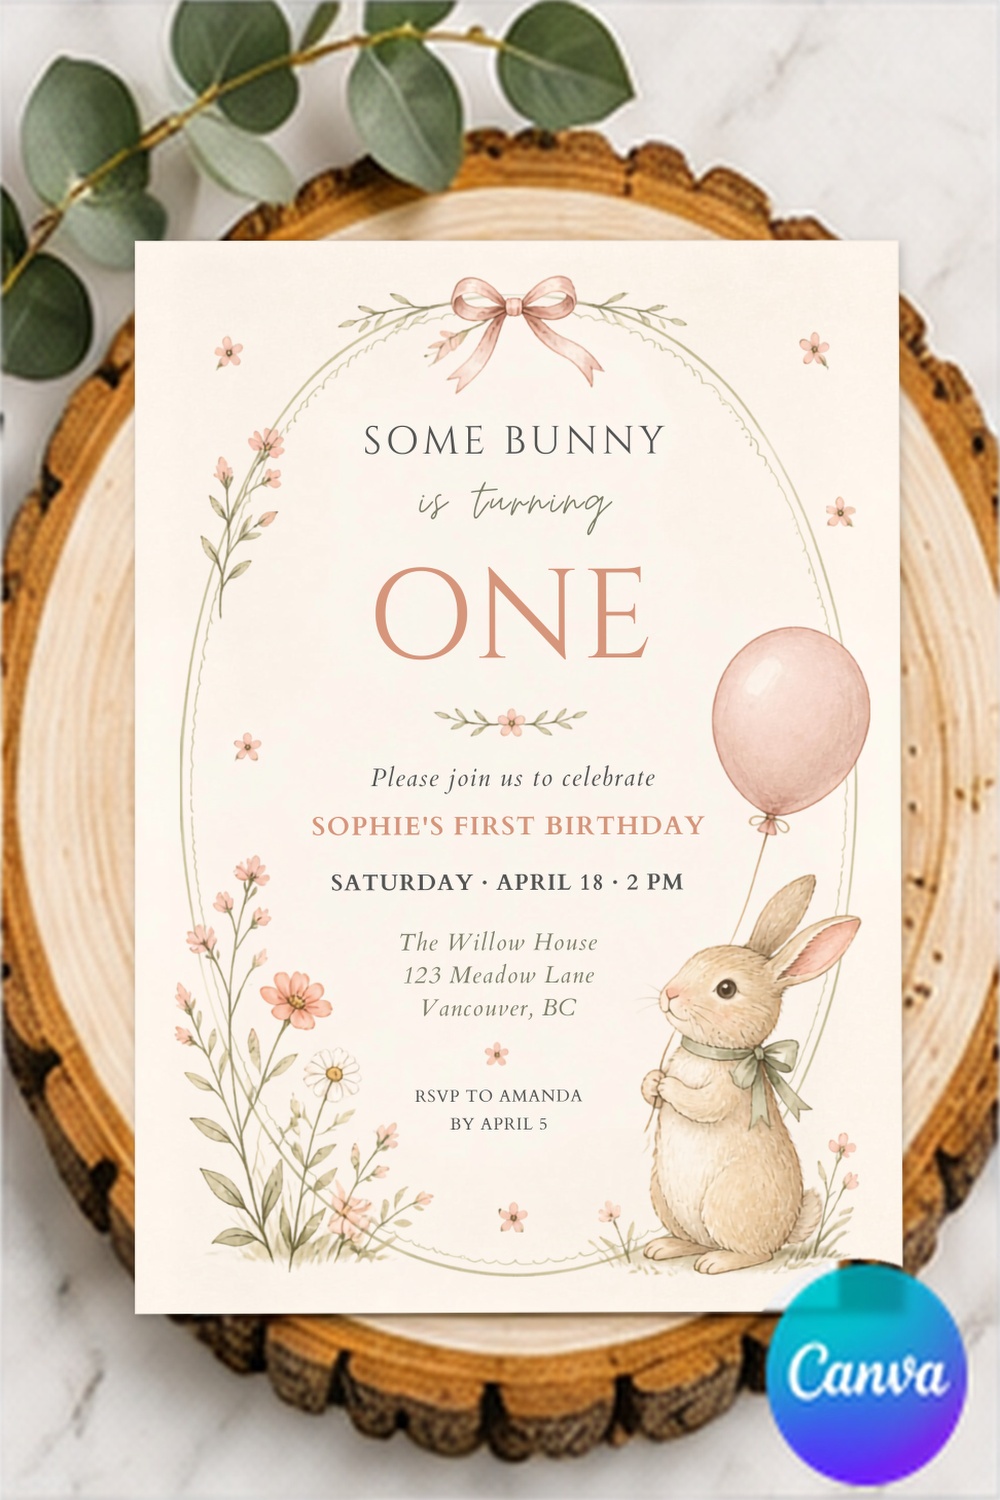 SOME BUNNY
is turning
ONE
Please join us to celebrate
SOPHIE'S FIRST BIRTHDAY
SATURDAY · APRIL 18 · 2 PM
The Willow House
123 Meadow Lane
Vancouver, BC
RSVP TO AMANDA
BY APRIL 5
Canva